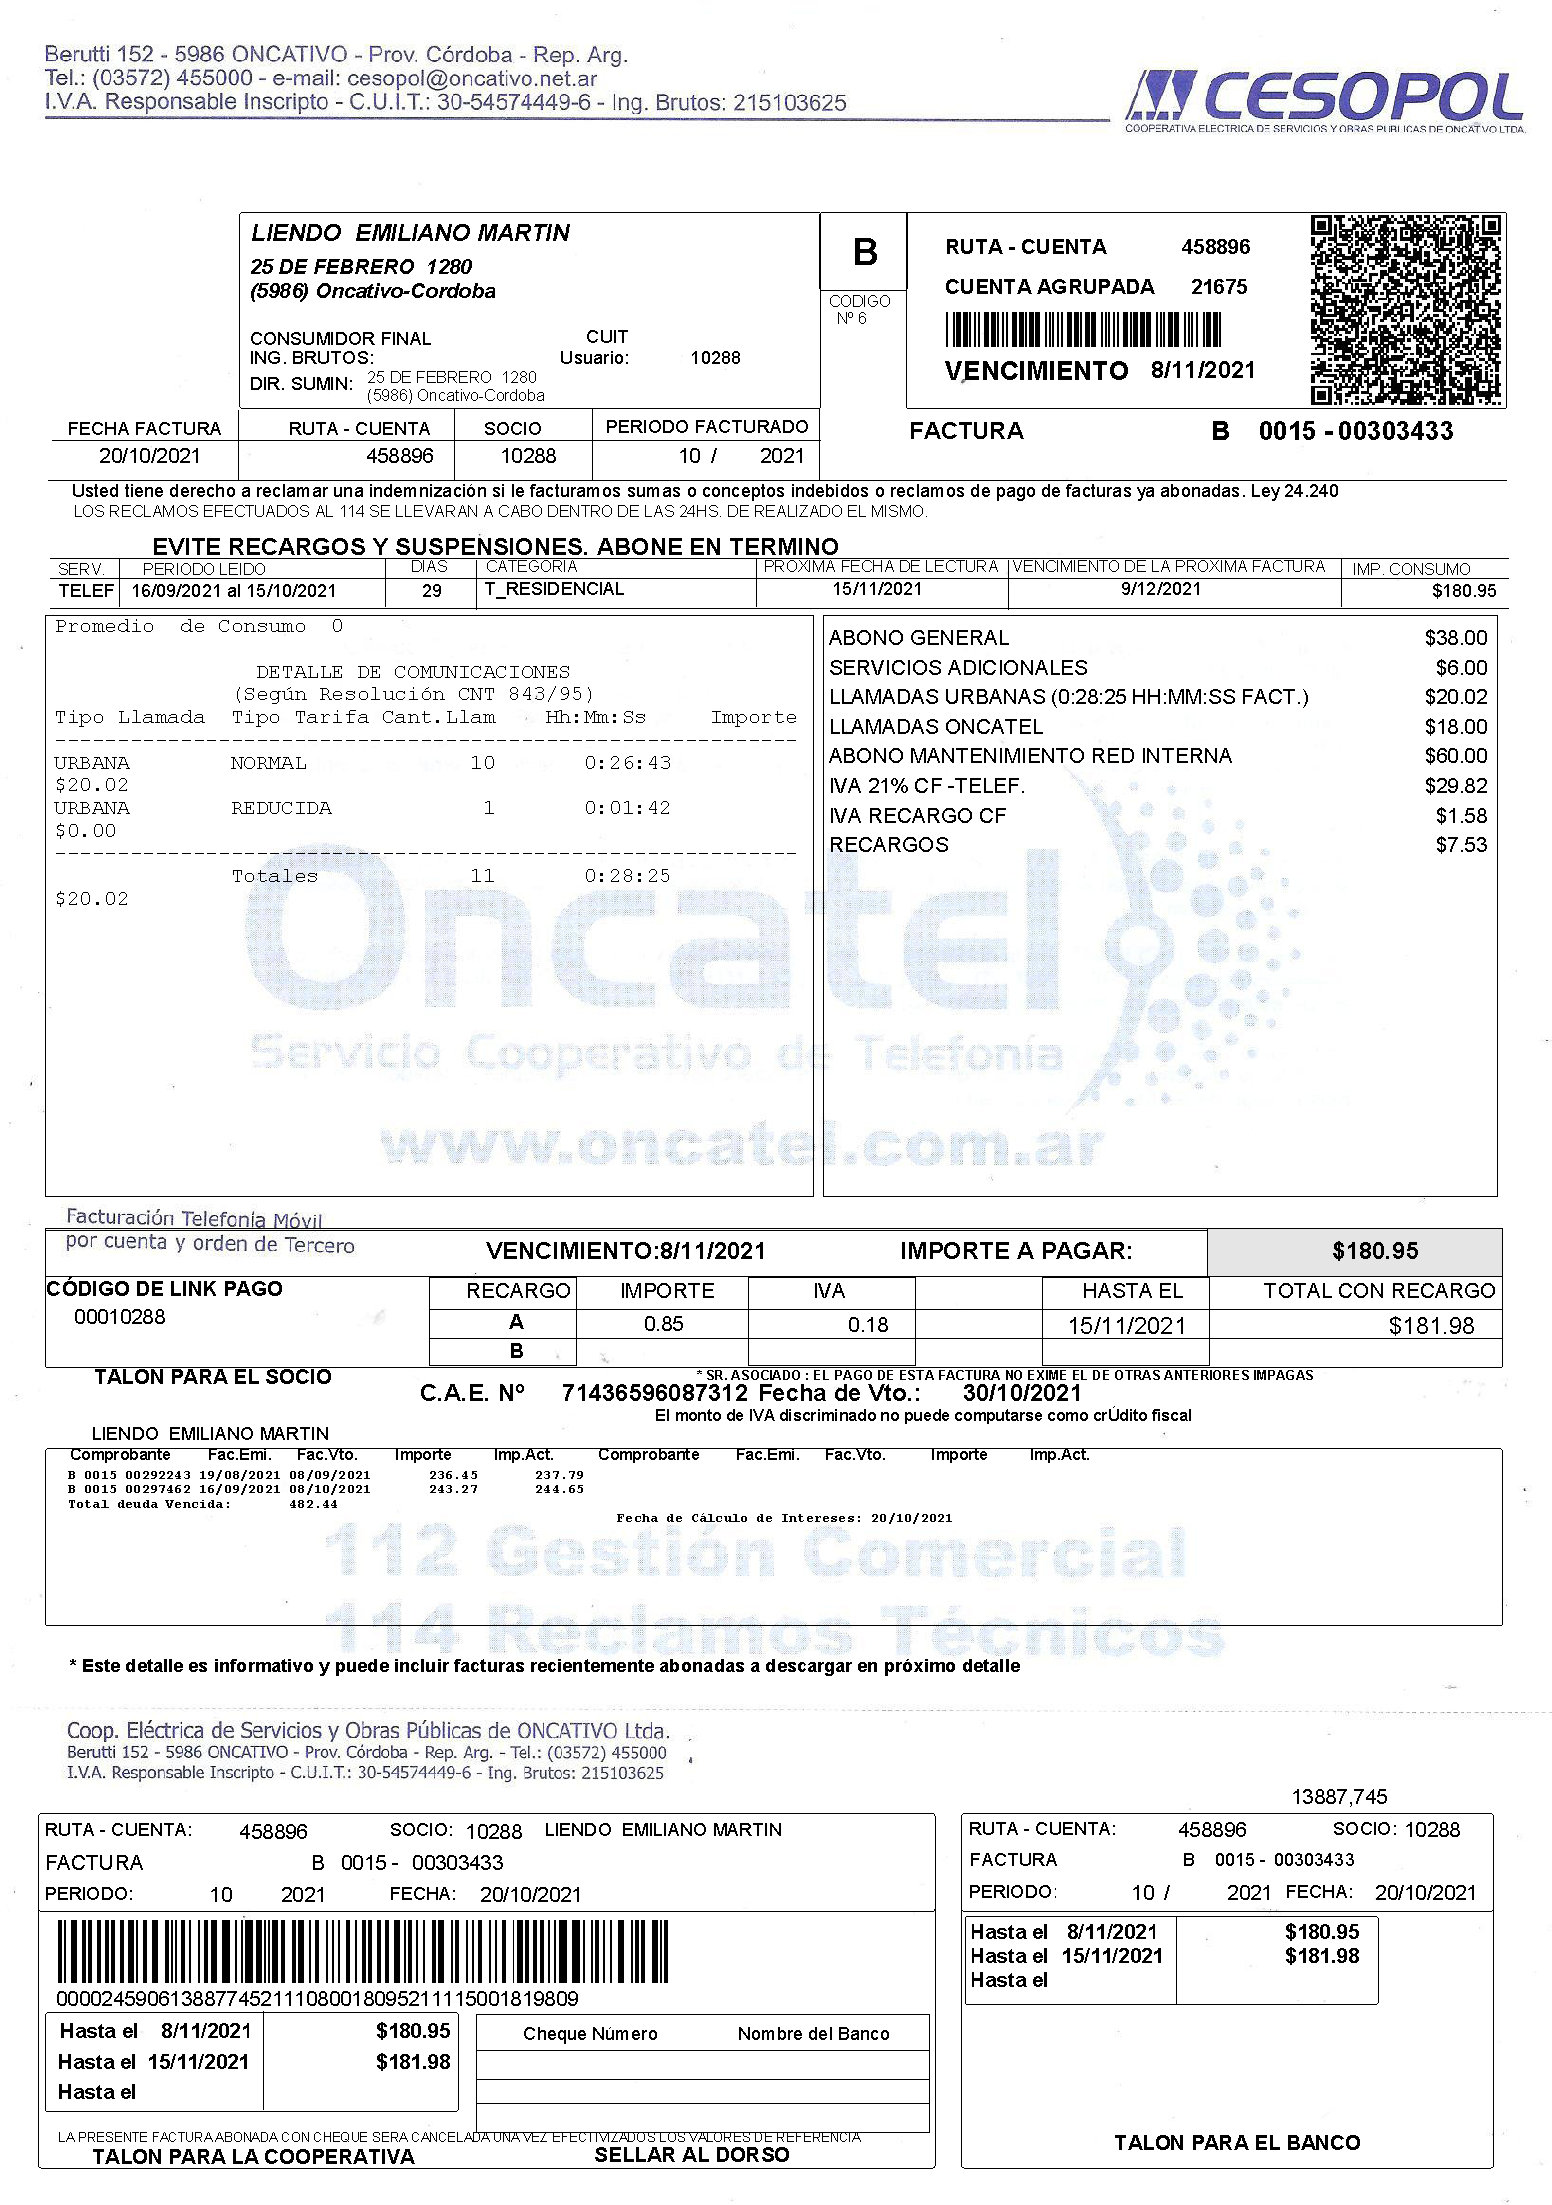 Berutti 152 - 5986 ONCATIVO - Prov. Córdoba - Rep. Arg.
Tel.: (03572) 455000 - e-mail: cesopol@oncativo.net.ar
I.V.A. Responsable Inscripto - C.U.I.T.: 30-54574449-6 - Ing. Brutos: 215103625
CESOPOL
COOPERATIVA ELECTRICA DE SERVICIOS Y OBRAS PUBLICAS DE ONCATIVO LTDA.
LIENDO EMILIANO MARTIN
25 DE FEBRERO 1280
(5986) Oncativo-Cordoba
CONSUMIDOR FINAL CUIT
ING. BRUTOS: Usuario: 10288
DIR. SUMIN: 25 DE FEBRERO 1280
(5986) Oncativo-Cordoba
B
CODIGO
Nº 6
RUTA - CUENTA 458896
CUENTA AGRUPADA 21675
VENCIMIENTO 8/11/2021
FECHA FACTURA RUTA - CUENTA SOCIO PERIODO FACTURADO
20/10/2021 458896 10288 10 / 2021
FACTURA B 0015 - 00303433
Usted tiene derecho a reclamar una indemnización si le facturamos sumas o conceptos indebidos o reclamos de pago de facturas ya abonadas. Ley 24.240
LOS RECLAMOS EFECTUADOS AL 114 SE LLEVARAN A CABO DENTRO DE LAS 24HS. DE REALIZADO EL MISMO.
EVITE RECARGOS Y SUSPENSIONES. ABONE EN TERMINO
SERV. PERIODO LEIDO DIAS CATEGORIA PROXIMA FECHA DE LECTURA VENCIMIENTO DE LA PROXIMA FACTURA IMP. CONSUMO
TELEF 16/09/2021 al 15/10/2021 29 T_RESIDENCIAL 15/11/2021 9/12/2021 $180.95
Promedio de Consumo 0
DETALLE DE COMUNICACIONES
(Según Resolución CNT 843/95)
Tipo Llamada Tipo Tarifa Cant.Llam Hh:Mm:Ss Importe
URBANA NORMAL 10 0:26:43
$20.02
URBANA REDUCIDA 1 0:01:42
$0.00
Totales 11 0:28:25
$20.02
ABONO GENERAL $38.00
SERVICIOS ADICIONALES $6.00
LLAMADAS URBANAS (0:28:25 HH:MM:SS FACT.) $20.02
LLAMADAS ONCATEL $18.00
ABONO MANTENIMIENTO RED INTERNA $60.00
IVA 21% CF -TELEF. $29.82
IVA RECARGO CF $1.58
RECARGOS $7.53
Oncatel
Servicio Cooperativo de Telefonía
www.oncatel.com.ar
Facturación Telefonía Móvil
por cuenta y orden de Tercero
VENCIMIENTO:8/11/2021 IMPORTE A PAGAR: $180.95
CÓDIGO DE LINK PAGO
00010288
RECARGO IMPORTE IVA HASTA EL TOTAL CON RECARGO
A 0.85 0.18 15/11/2021 $181.98
B
TALON PARA EL SOCIO
* SR. ASOCIADO : EL PAGO DE ESTA FACTURA NO EXIME EL DE OTRAS ANTERIORES IMPAGAS
C.A.E. Nº 71436596087312 Fecha de Vto.: 30/10/2021
El monto de IVA discriminado no puede computarse como crÚdito fiscal
LIENDO EMILIANO MARTIN
Comprobante Fac.Emi. Fac.Vto. Importe Imp.Act. Comprobante Fac.Emi. Fac.Vto. Importe Imp.Act.
B 0015 00292243 19/08/2021 08/09/2021 236.45 237.79
B 0015 00297462 16/09/2021 08/10/2021 243.27 244.65
Total deuda Vencida: 482.44
Fecha de Cálculo de Intereses: 20/10/2021
112 Gestión Comercial
114 Reclamos Técnicos
* Este detalle es informativo y puede incluir facturas recientemente abonadas a descargar en próximo detalle
Coop. Eléctrica de Servicios y Obras Públicas de ONCATIVO Ltda.
Berutti 152 - 5986 ONCATIVO - Prov. Córdoba - Rep. Arg. - Tel.: (03572) 455000
I.V.A. Responsable Inscripto - C.U.I.T.: 30-54574449-6 - Ing. Brutos: 215103625
13887,745
RUTA - CUENTA: 458896 SOCIO: 10288 LIENDO EMILIANO MARTIN
FACTURA B 0015 - 00303433
PERIODO: 10 2021 FECHA: 20/10/2021
0000245906138877452111080018095211115001819809
Hasta el 8/11/2021 $180.95
Hasta el 15/11/2021 $181.98
Hasta el
Cheque Número Nombre del Banco
LA PRESENTE FACTURA ABONADA CON CHEQUE SERA CANCELADA UNA VEZ EFECTIVIZADOS LOS VALORES DE REFERENCIA
TALON PARA LA COOPERATIVA SELLAR AL DORSO
RUTA - CUENTA: 458896 SOCIO: 10288
FACTURA B 0015 - 00303433
PERIODO: 10 / 2021 FECHA: 20/10/2021
Hasta el 8/11/2021 $180.95
Hasta el 15/11/2021 $181.98
Hasta el
TALON PARA EL BANCO